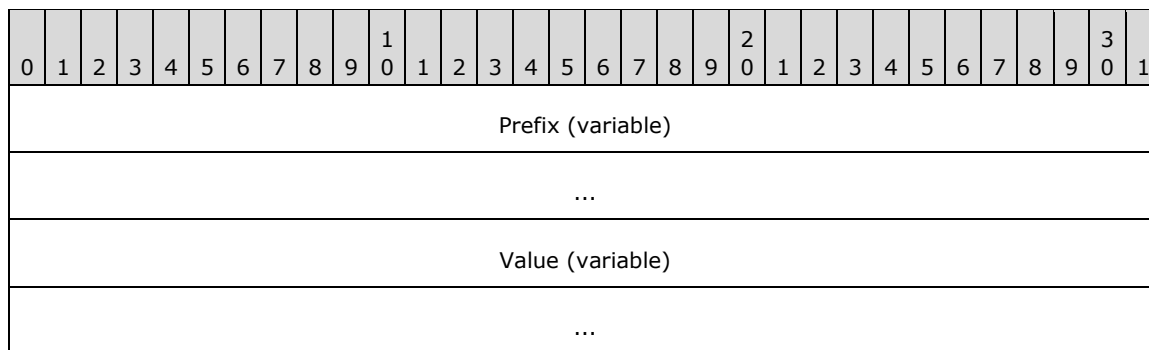 1 2 3
0 1 2 3 4 5 6 7 8 9 0 1 2 3 4 5 6 7 8 9 0 1 2 3 4 5 6 7 8 9 0 1
Prefix (variable)
...
Value (variable)
...